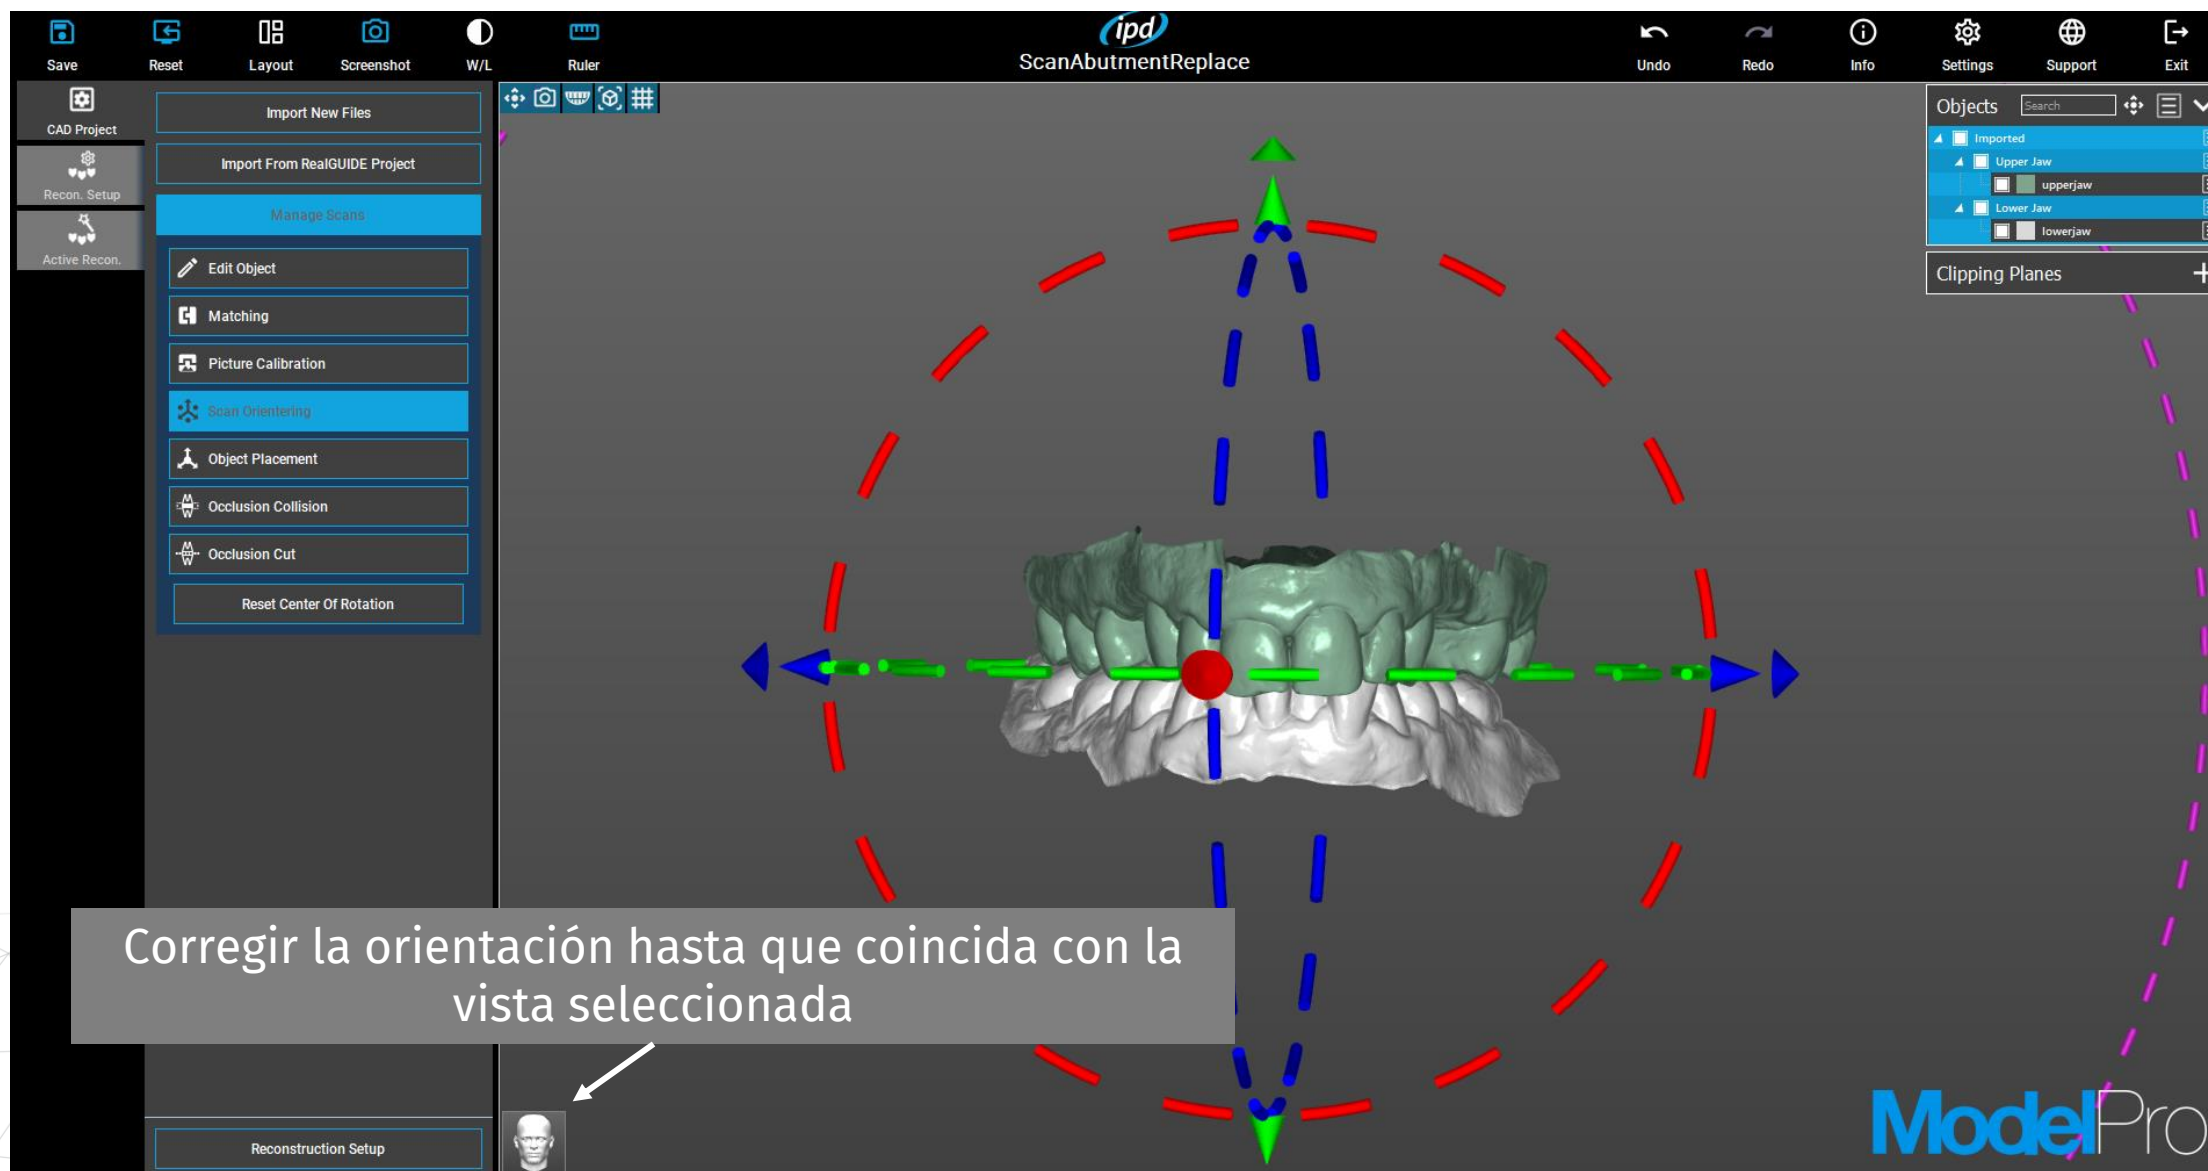 Save
Reset
Layout
Screenshot
W/L
Ruler
ipd
ScanAbutmentReplace
Undo
Redo
Info
Settings
Support
Exit
CAD Project
Recon. Setup
Active Recon.
Import New Files
Import From RealGUIDE Project
Manage Scans
Edit Object
Matching
Picture Calibration
Scan Orientering
Object Placement
Occlusion Collision
Occlusion Cut
Reset Center Of Rotation
Objects
Search
Imported
Upper Jaw
upperjaw
Lower Jaw
lowerjaw
Clipping Planes
Corregir la orientación hasta que coincida con la
vista seleccionada
Reconstruction Setup
ModelPro